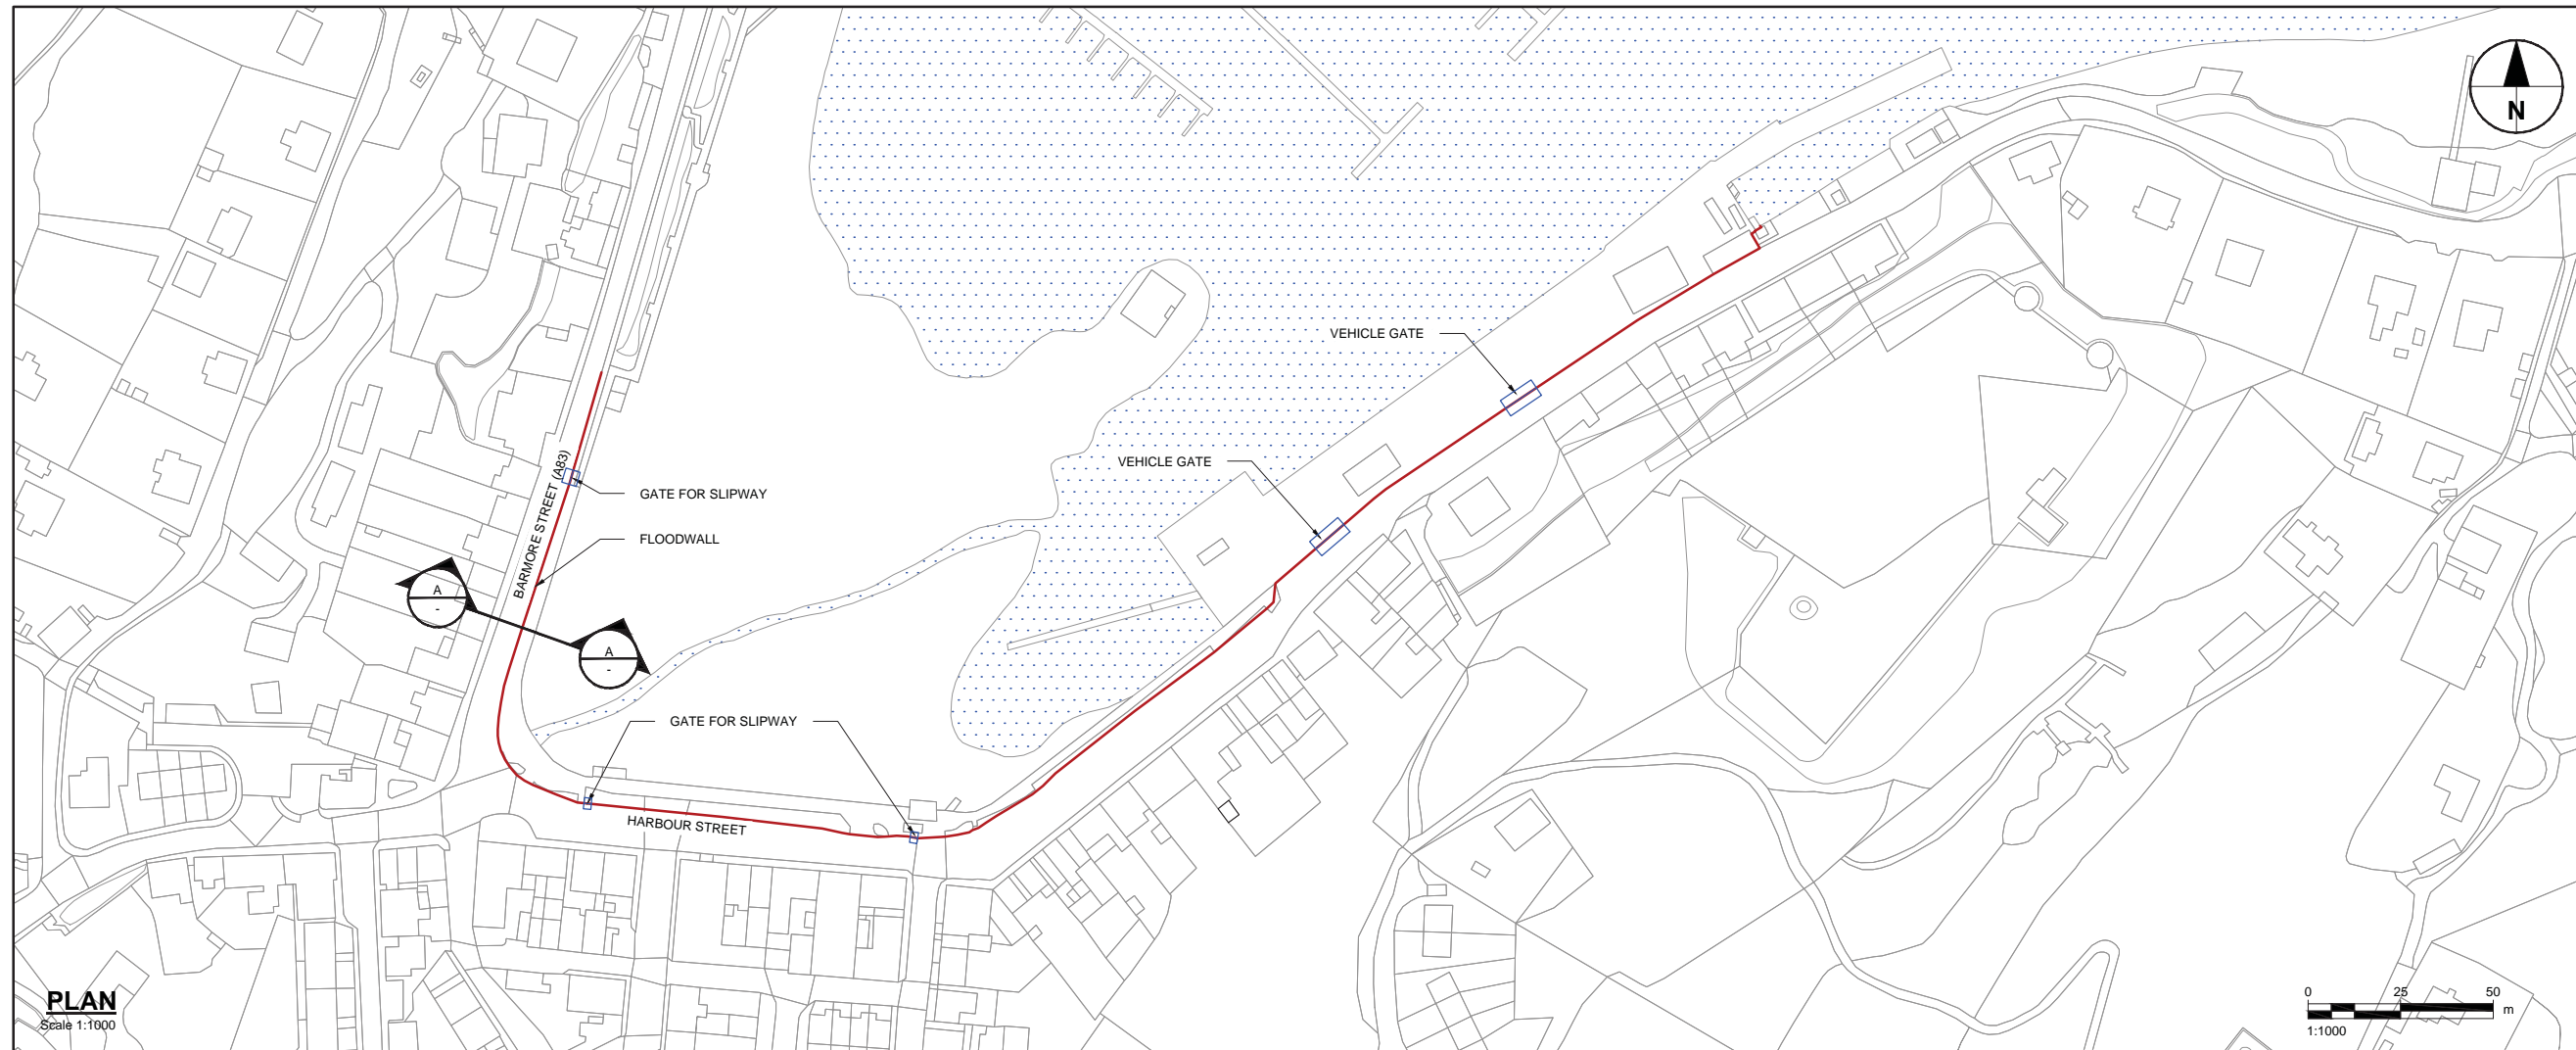 N
VEHICLE GATE
VEHICLE GATE
BARMORE STREET (A83)
GATE FOR SLIPWAY
FLOODWALL
A
-
A
-
GATE FOR SLIPWAY
HARBOUR STREET
PLAN
Scale 1:1000
0 25 50
m
1:1000